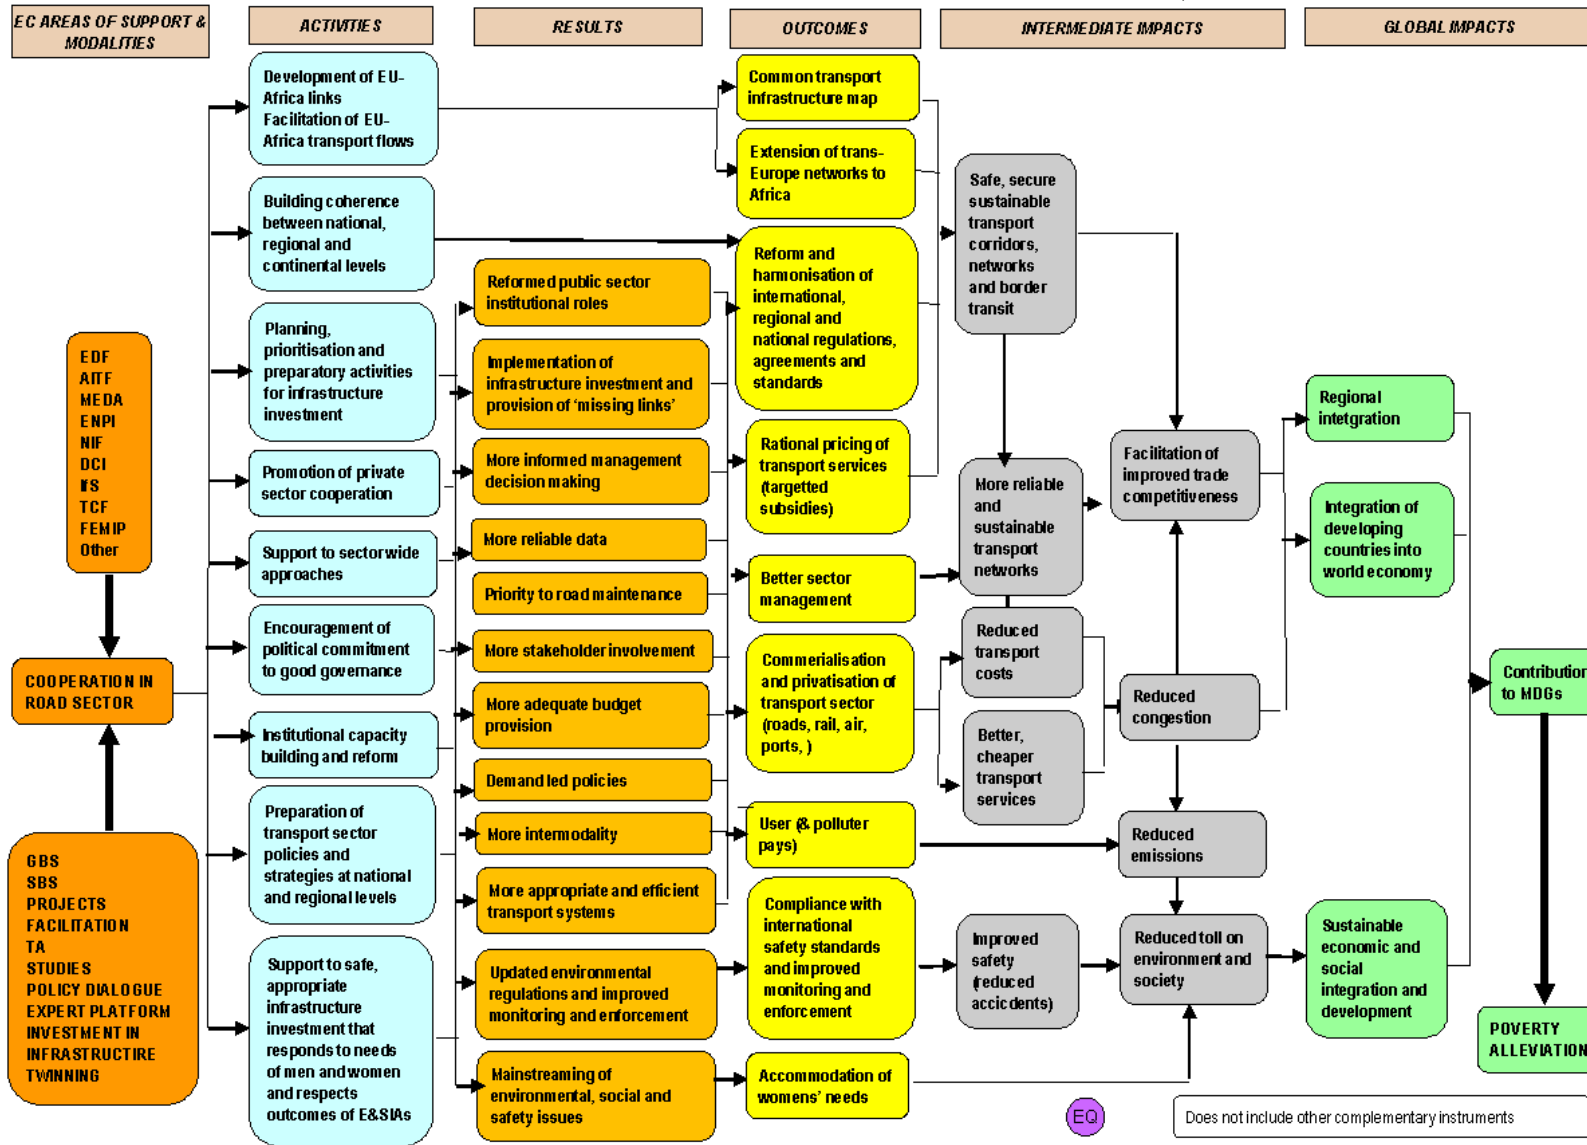 EC AREAS OF SUPPORT &
MODALITIES
ACTIVITIES
RESULTS
OUTCOMES
INTERMEDIATE IMPACTS
GLOBAL IMPACTS
EDF
AITF
MEDA
ENPI
NIF
DCI
IfS
TCF
FEMIP
Other
COOPERATION IN
ROAD SECTOR
GBS
SBS
PROJECTS
FACILITATION
TA
STUDIES
POLICY DIALOGUE
EXPERT PLATFORM
INVESTMENT IN
INFRASTRUCTIRE
TWINNING
Development of EU-
Africa links
Facilitation of EU-
Africa transport flows
Building coherence
between national,
regional and
continental levels
Planning,
prioritisation and
preparatory activities
for infrastructure
investment
Promotion of private
sector cooperation
Support to sector wide
approaches
Encouragement of
political commitment
to good governance
Institutional capacity
building and reform
Preparation of
transport sector
policies and
strategies at national
and regional levels
Support to safe,
appropriate
infrastructure
investment that
responds to needs
of men and women
and respects
outcomes of E&SIAs
Reformed public sector
institutional roles
Implementation of
infrastructure investment and
provision of ‘missing links’
More informed management
decision making
More reliable data
Priority to road maintenance
More stakeholder involvement
More adequate budget
provision
Demand led policies
More intermodality
More appropriate and efficient
transport systems
Updated environmental
regulations and improved
monitoring and enforcement
Mainstreaming of
environmental, social and
safety issues
Common transport
infrastructure map
Extension of trans-
Europe networks to
Africa
Reform and
harmonisation of
international,
regional and
national regulations,
agreements and
standards
Rational pricing of
transport services
(targetted
subsidies)
Better sector
management
Commerialisation
and privatisation of
transport sector
(roads, rail, air,
ports, )
User (& polluter
pays)
Compliance with
international
safety standards
and improved
monitoring and
enforcement
Accommodation of
womens’ needs
Safe, secure
sustainable
transport
corridors,
networks
and border
transit
More reliable
and
sustainable
transport
networks
Reduced
transport
costs
Better,
cheaper
transport
services
Improved
safety
(reduced
accidents)
Facilitation of
improved trade
competitiveness
Reduced
congestion
Reduced
emissions
Reduced toll on
environment and
society
Regional
intetgration
Integration of
developing
countries into
world economy
Sustainable
economic and
social
integration and
development
Contribution
to MDGs
POVERTY
ALLEVIATION
EQ
Does not include other complementary instruments